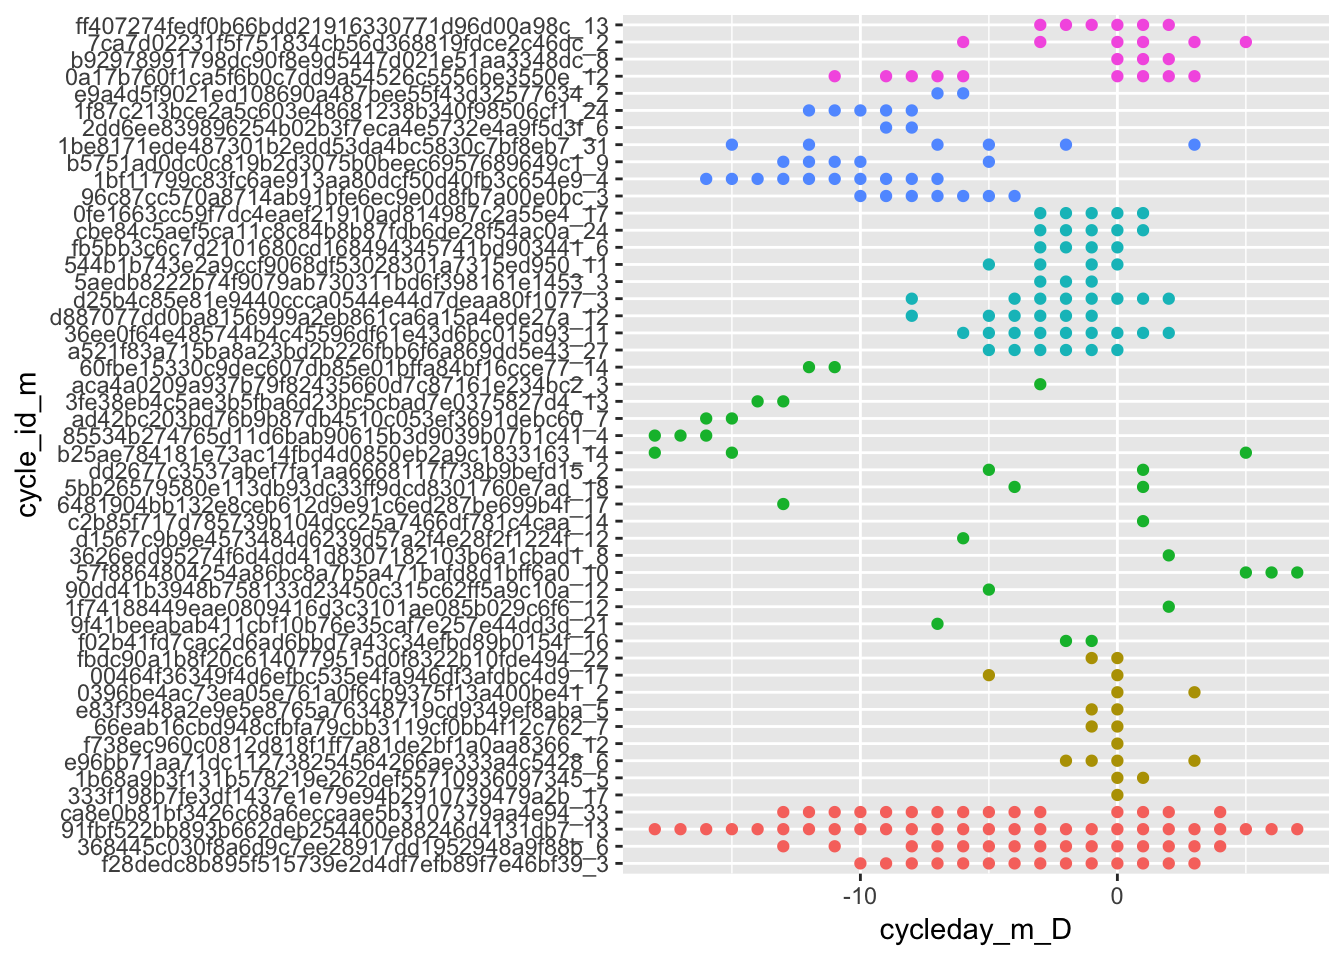 ff407274fedf0b66bdd21916330771d96d00a98c_13
7ca7d02231f5f751834cb56d368819fdce2c46dc_2
b92978991798dc90f8e9d5447d021e51aa3348dc_8
0a17b760f1ca5f6b0c7dd9a54526c5556be3550e_12
e9a4d5f9021ed108690a487bee55f43d32577634_2
1f87c213bce2a5c603e48681238b340f98506cf1_24
2dd6ee839896254b02b3f7eca4e5732e4a9f5d3f_6
1be8171ede487301b2edd53da4bc5830c7bf8eb7_31
b5751ad0dc0c819b2d3075b0beec6957689649c1_9
1bf11799c83fc6ae913aa80dcf50d40fb3c654e9_4
96c87cc570a8714ab91bfe6ec9e0d8fb7a00e0bc_3
0fe1663cc59f7dc4eaef21910ad814987c2a55e4_17
cbe84c5aef5ca11c8c84b8b87fdb6de28f54ac0a_24
fb5bb3c6c7d2101680cd168494345741bd903441_6
544b1b743e2a9ccf9068df53028301a7315ed950_11
5aedb8222b74f9079ab730311bd6f398161e1453_3
d25b4c85e81e9440ccca0544e44d7deaa80f1077_3
d887077dd0ba8156999a2eb861ca6a15a4ede27a_12
36ee0f64e485744b4c45596df61e43d6bc015d93_11
a521f83a715ba8a23bd2b226fbb6f6a869dd5e43_27
60fbe15330c9dec607db85e01bffa84bf16cce77_14
aca4a0209a937b79f82435660d7c87161e234bc2_3
3fe38eb4c5ae3b5fba6d23bc5cbad7e0375827d4_13
ad42bc203bd76b9b87db4510c053ef3691debc60_7
85534b274765d11d6bab90615b3d9039b07b1c41_4
b25ae784181e73ac14fbd4d0850eb2a9c1833163_14
dd2677c3537abef7fa1aa6668117f738b9befd15_2
5bb26579580e113db93dc33ff9dcd8301760e7ad_18
6481904bb132e8ceb612d9e91c6ed287be699b4f_17
c2b85f717d785739b104dcc25a7466df781c4caa_14
d1567c9b9e4573484d6239d57a2f4e28f2f1224f_12
3626edd95274f6d4dd41d8307182103b6a1cbad1_8
57f8864804254a86bc8a7b5a471bafd8d1bff6a0_10
90dd41b3948b758133d23450c315c62ff5a9c10a_12
1f74188449eae0809416d3c3101ae085b029c6f6_12
9f41beeabab411cbf10b76e35caf7e257e44dd3d_21
f02b41fd7cac2d6ad6bbd7a43c34efbd89b0154f_16
fbdc90a1b8f20c6140779515d0f8322b10fde494_22
00464f36349f4d6efbc535e4fa946df3afdbc4d9_17
0396be4ac73ea05e761a0f6cb9375f13a400be41_2
e83f3948a2e9e5e8765a76348719cd9349ef8aba_5
66eab16cbd948cfbfa79cbb3119cf0bb4f12c762_7
f738ec960c0812d818f1ff7a81de2bf1a0aa8366_12
e96bb71aa71dc112738254564266ae333a4c5428_6
1b68a9b3f131b578219e262def55710936097345_5
333f198b7fe3df1437e1e79e94b2910739479a2b_17
ca8e0b81bf3426c68a6eccaae5b3107379aa4e94_33
91fbf522bb893b662deb254400e88246d4131db7_13
368445c030f8a6d9c7ee28917dd1952948a9f88b_6
f28dedc8b895f515739e2d4df7efb89f7e46bf39_3
cycle_id_m
-10
0
cycleday_m_D